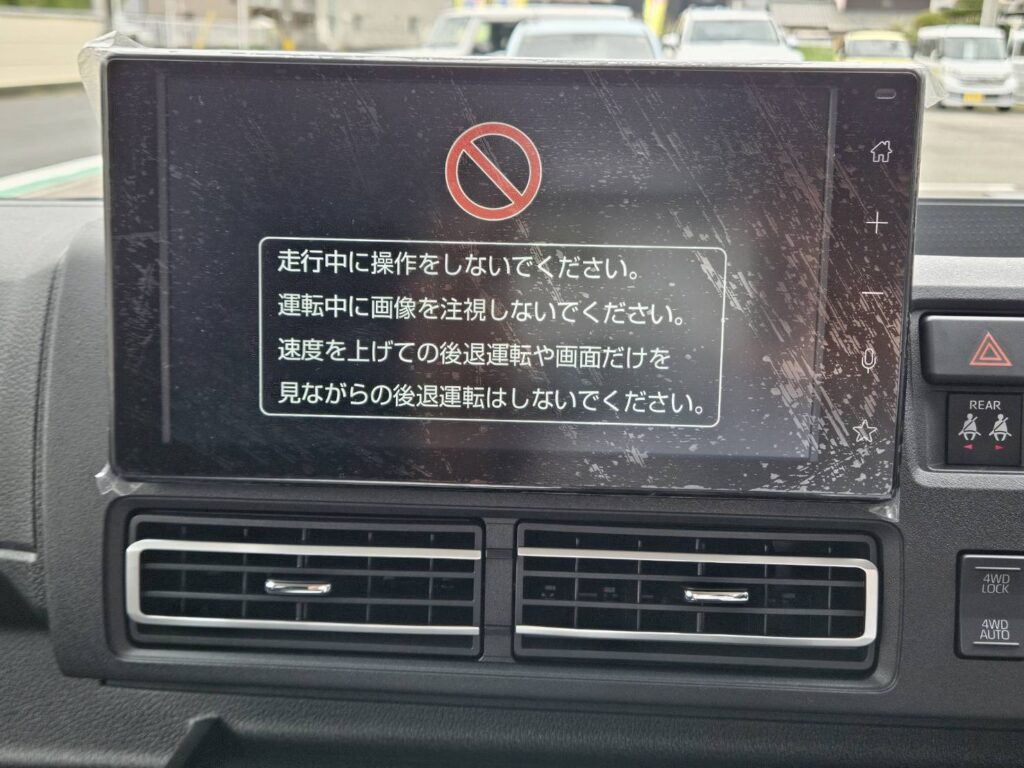 走行中に操作をしないでください。
運転中に画像を注視しないでください。
速度を上げての後退運転や画面だけを
見ながらの後退運転はしないでください。
REAR
4WD
LOCK
4WD
AUTO